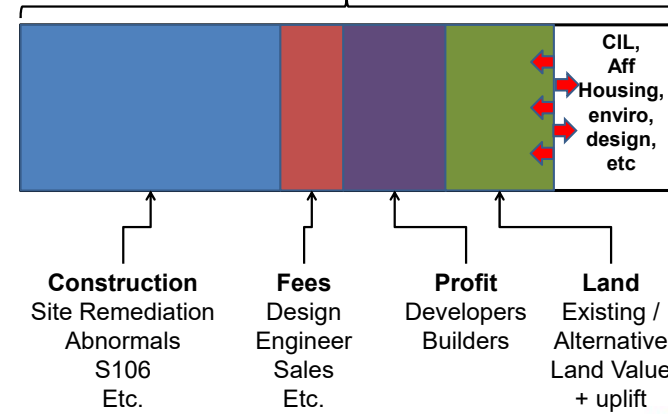 CIL,
Aff
Housing,
enviro,
design,
etc
Construction
Site Remediation
Abnormals
S106
Etc.
Fees
Design
Engineer
Sales
Etc.
Profit
Developers
Builders
Land
Existing /
Alternative
Land Value
+ uplift